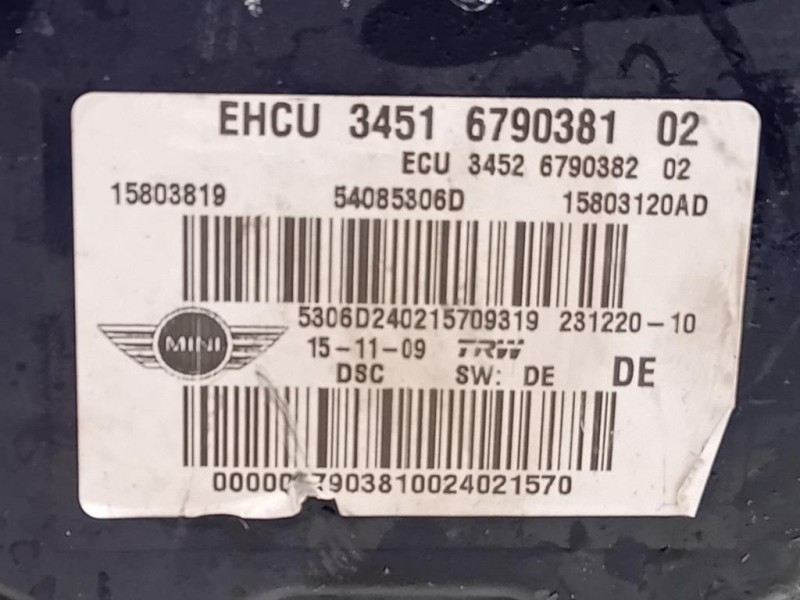 EHCU 3451 6790381 02
ECU 3452 6790382 02
15803819 54085306D 15803120AD
5306D240215709319 231220-10
MINI 15-11-09 TRW
DSC SW: DE DE